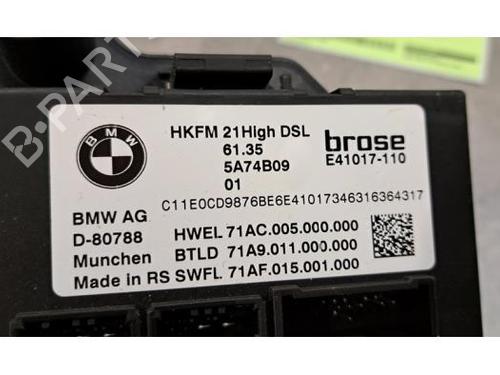 B-PARTS
BMW
HKFM 21High DSL
61.35
5A74B09
01
brose
E41017-110
C11E0CD9876BE6E41017346316364317
BMW AG
D-80788
Munchen
Made in RS
HWEL 71AC.005.000.000
BTLD 71A9.011.000.000
SWFL 71AF.015.001.000